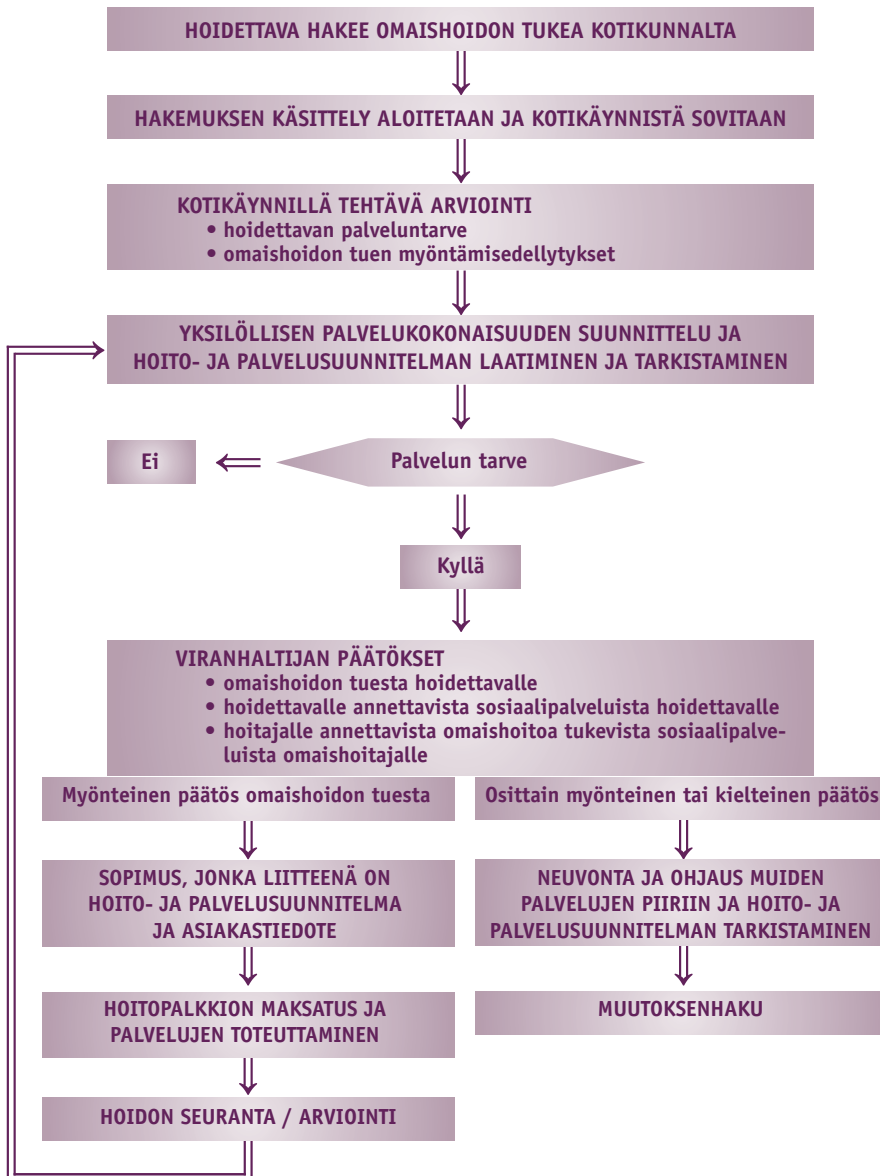 HOIDETTAVA HAKEE OMAISHOIDON TUKEA KOTIKUNNALTA
HAKEMUKSEN KÄSITTELY ALOITETAAN JA KOTIKÄYNNISTÄ SOVITAAN
KOTIKÄYNNILLÄ TEHTÄVÄ ARVIOINTI
• hoidettavan palveluntarve
• omaishoidon tuen myöntämisedellytykset
YKSILÖLLISEN PALVELUKOKONAISUUDEN SUUNNITTELU JA
HOITO- JA PALVELUSUUNNITELMAN LAATIMINEN JA TARKISTAMINEN
Ei
Palvelun tarve
Kyllä
VIRANHALTIJAN PÄÄTÖKSET
• omaishoidon tuesta hoidettavalle
• hoidettavalle annettavista sosiaalipalveluista hoidettavalle
• hoitajalle annettavista omaishoitoa tukevista sosiaalipalve-
luista omaishoitajalle
Myönteinen päätös omaishoidon tuesta
SOPIMUS, JONKA LIITTEENÄ ON
HOITO- JA PALVELUSUUNNITELMA
JA ASIAKASTIEDOTE
HOITOPALKKION MAKSATUS JA
PALVELUJEN TOTEUTTAMINEN
HOIDON SEURANTA / ARVIOINTI
Osittain myönteinen tai kielteinen päätös
NEUVONTA JA OHJAUS MUIDEN
PALVELUJEN PIIRIIN JA HOITO- JA
PALVELUSUUNNITELMAN TARKISTAMINEN
MUUTOKSENHAKU